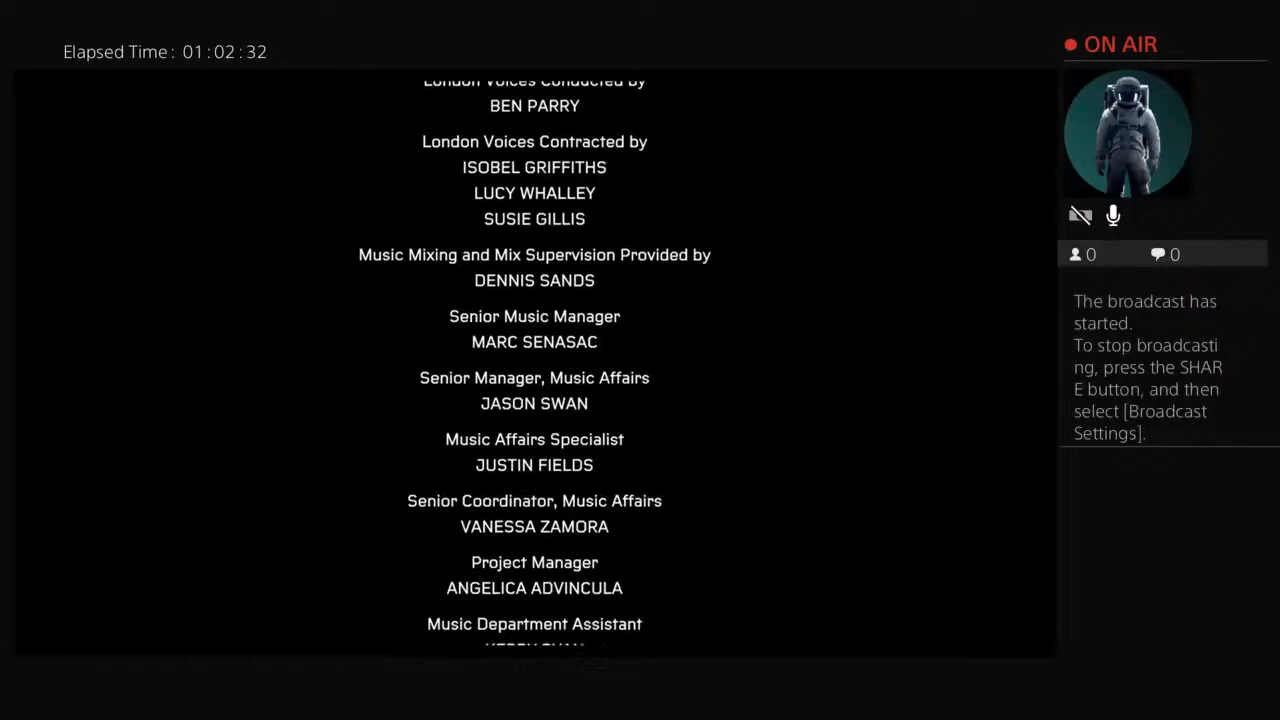 Elapsed Time: 01:02:32
ON AIR
London Voices Conducted by
BEN PARRY
London Voices Contracted by
ISOBEL GRIFFITHS
LUCY WHALLEY
SUSIE GILLIS
Music Mixing and Mix Supervision Provided by
DENNIS SANDS
Senior Music Manager
MARC SENASAC
Senior Manager, Music Affairs
JASON SWAN
Music Affairs Specialist
JUSTIN FIELDS
Senior Coordinator, Music Affairs
VANESSA ZAMORA
Project Manager
ANGELICA ADVINCULA
Music Department Assistant
0
0
The broadcast has
started.
To stop broadcasti
ng, press the SHAR
E button, and then
select [Broadcast
Settings].